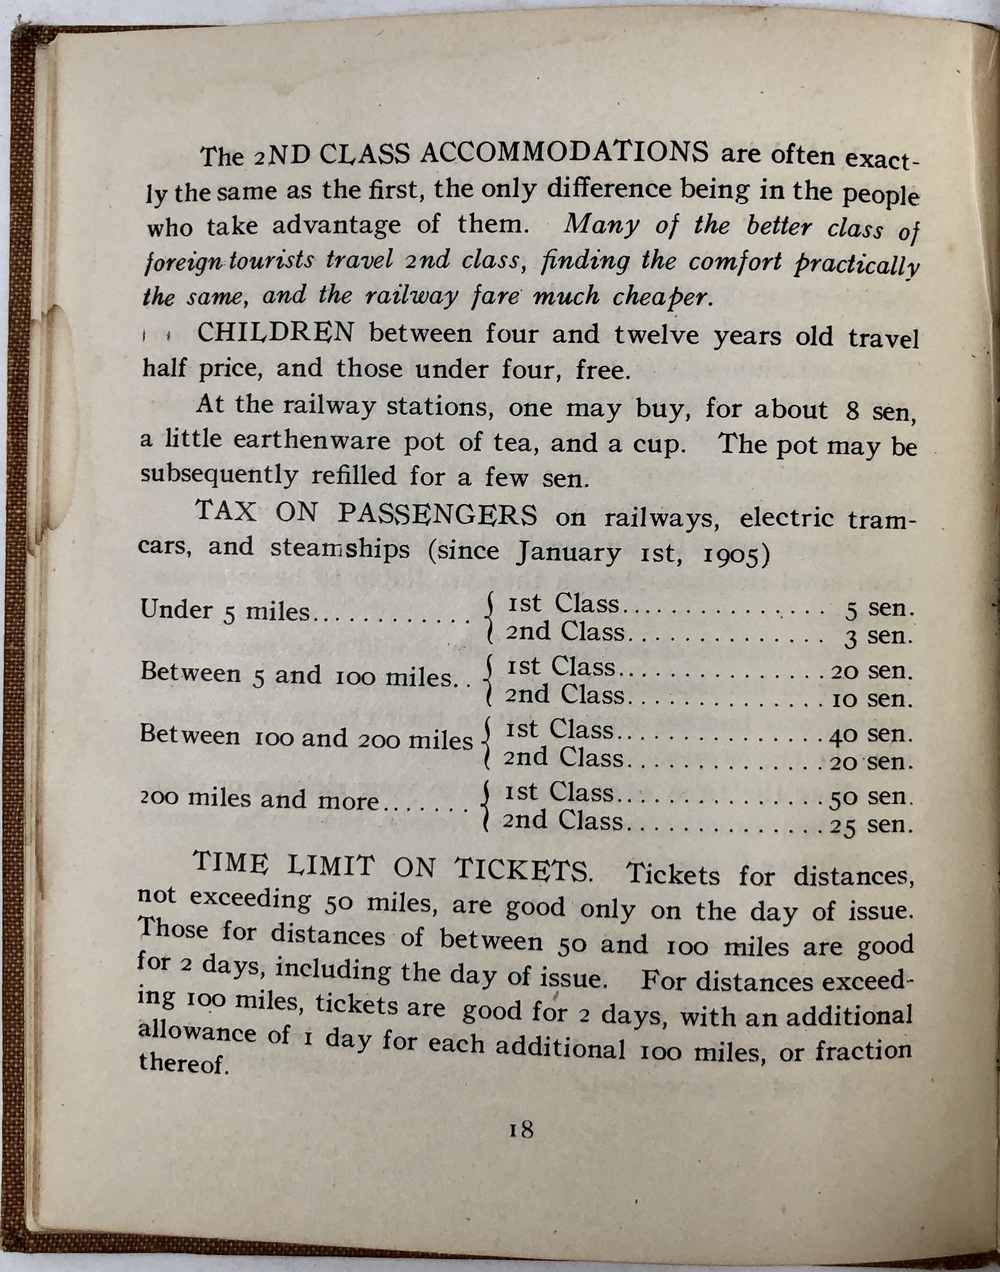 The 2ND CLASS ACCOMMODATIONS are often exact-
ly the same as the first, the only difference being in the people
who take advantage of them. Many of the better class of
foreign tourists travel 2nd class, finding the comfort practically
the same, and the railway fare much cheaper.
CHILDREN between four and twelve years old travel
half price, and those under four, free.
At the railway stations, one may buy, for about 8 sen,
a little earthenware pot of tea, and a cup. The pot may be
subsequently refilled for a few sen.
TAX ON PASSENGERS on railways, electric tram-
cars, and steamships (since January 1st, 1905)
Under 5 miles............ { 1st Class............... 5 sen.
2nd Class.............. 3 sen.
Between 5 and 100 miles.. { 1st Class...............20 sen.
2nd Class..............10 sen.
Between 100 and 200 miles { 1st Class...............40 sen.
2nd Class..............20 sen.
200 miles and more....... { 1st Class...............50 sen.
2nd Class..............25 sen.
TIME LIMIT ON TICKETS. Tickets for distances,
not exceeding 50 miles, are good only on the day of issue.
Those for distances of between 50 and 100 miles are good
for 2 days, including the day of issue. For distances exceed-
ing 100 miles, tickets are good for 2 days, with an additional
allowance of 1 day for each additional 100 miles, or fraction
thereof.
18